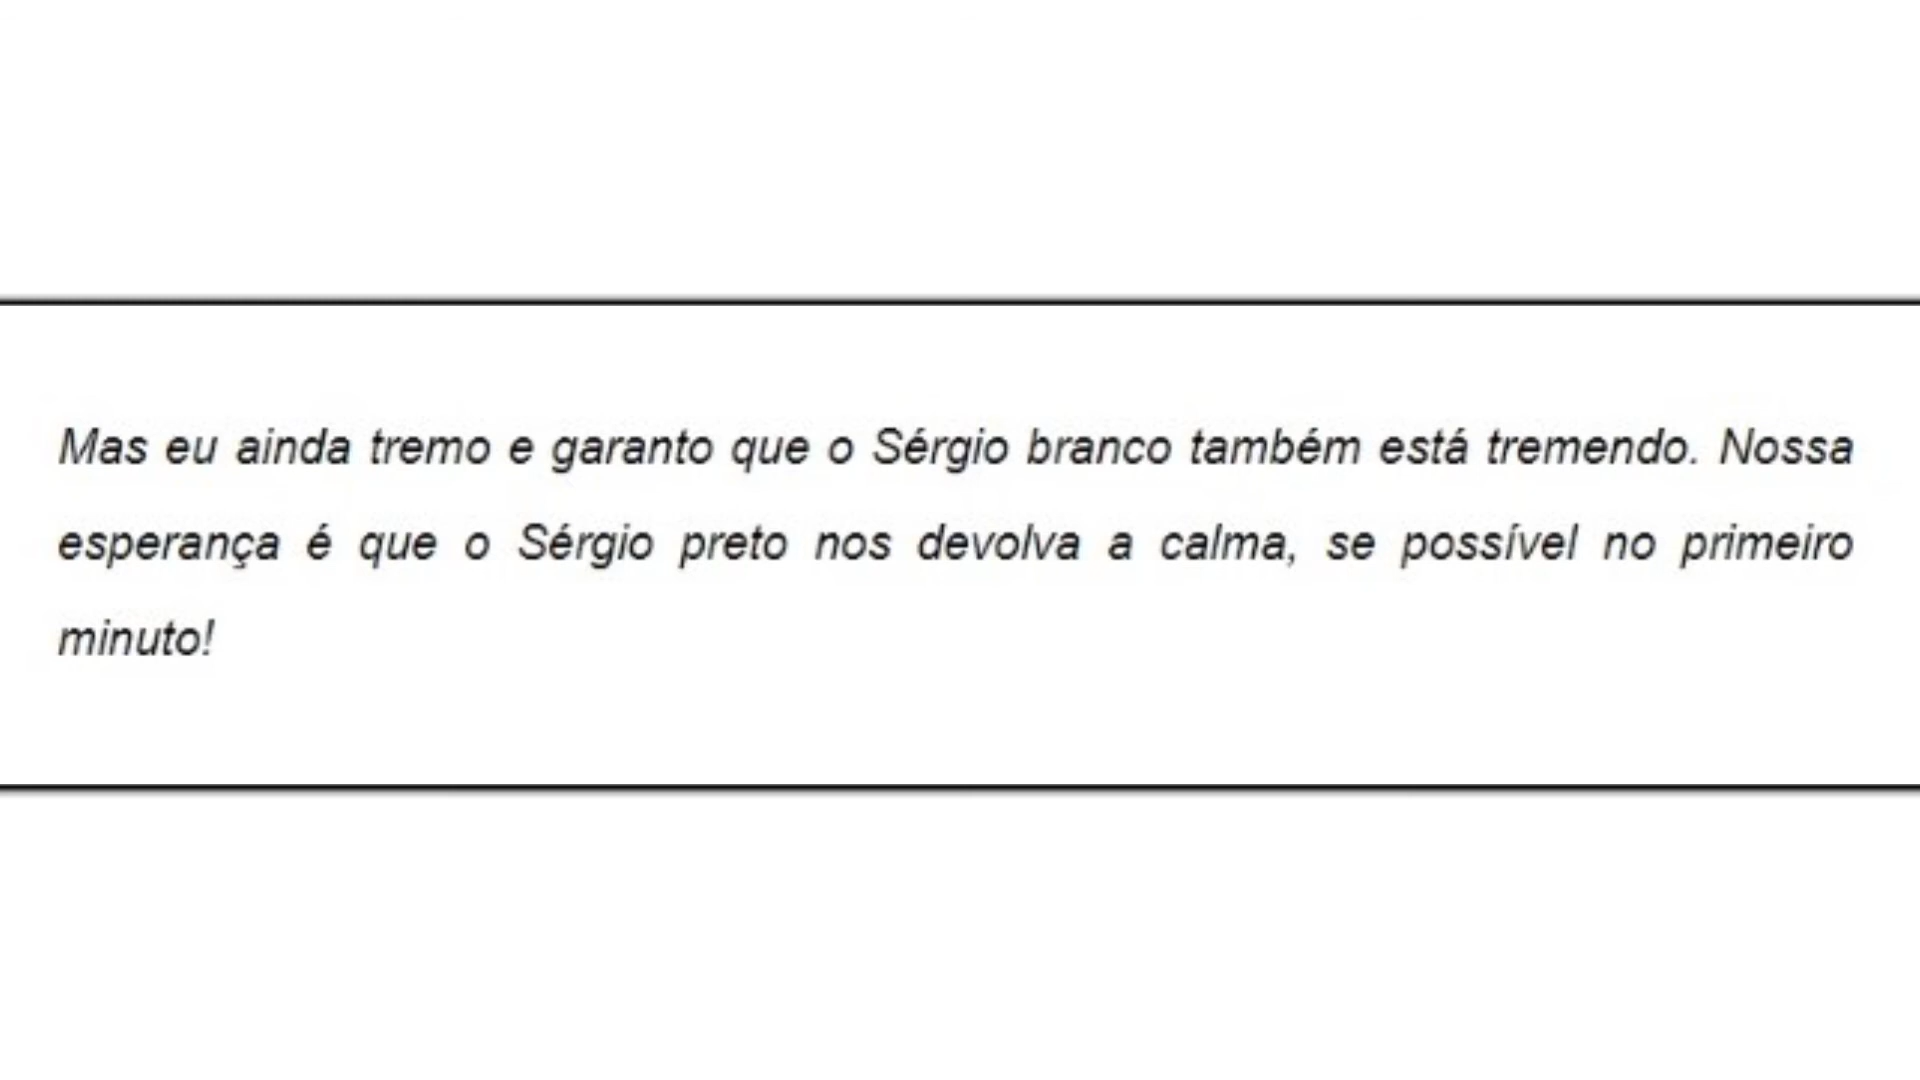 Mas eu ainda tremo e garanto que o Sérgio branco também está tremendo. Nossa
esperança é que o Sérgio preto nos devolva a calma, se possível no primeiro
minuto!